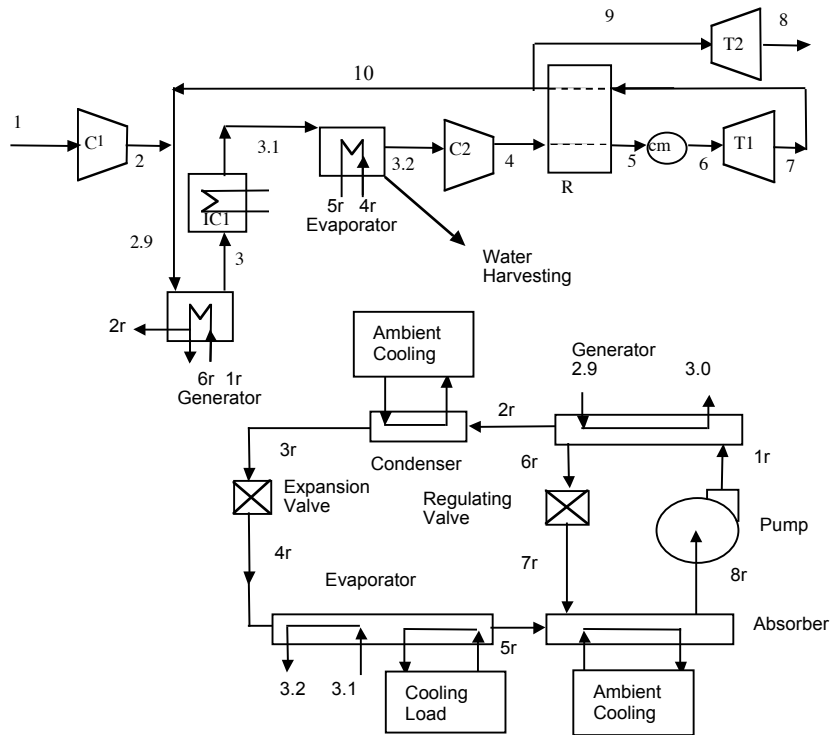 9
8
T2
10
1
C1
2
3.1
3.2
C2
4
5
cm
6
T1
7
R
IC1
5r 4r
Evaporator
2.9
3
Water
Harvesting
2r
6r 1r
Generator
Ambient
Cooling
Generator
2.9
3.0
2r
3r
Condenser
6r
1r
Expansion
Valve
Regulating
Valve
Pump
4r
7r
8r
Evaporator
Absorber
5r
3.2
3.1
Cooling
Load
Ambient
Cooling